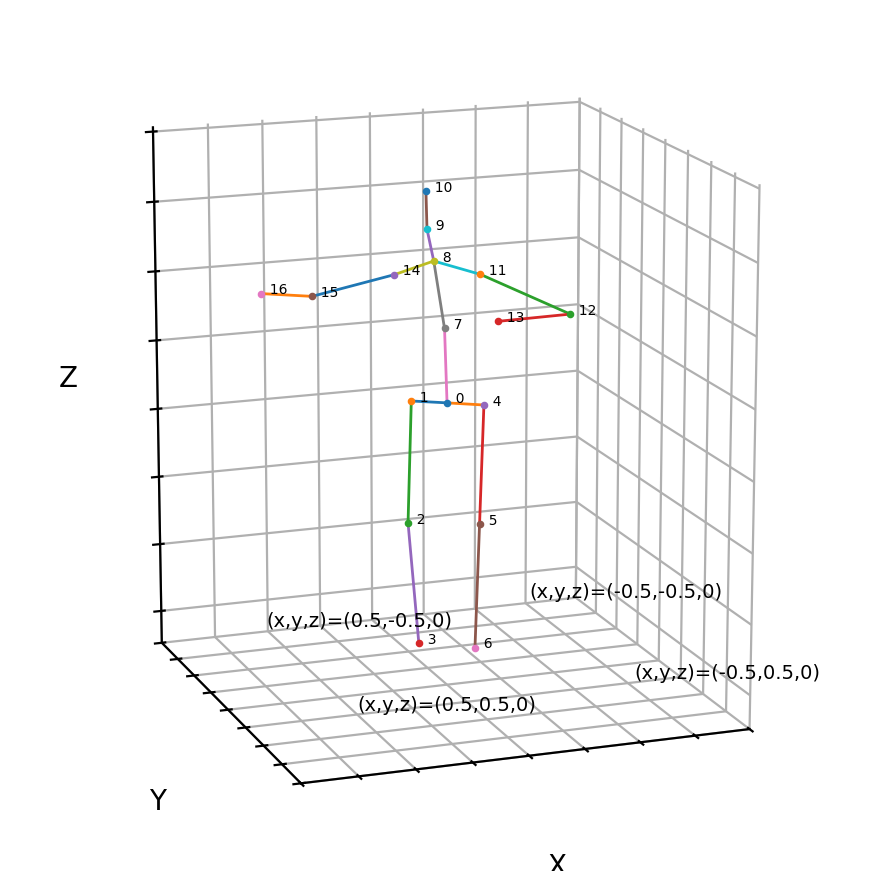 10
9
8
14
11
16
15
12
13
7
Z
1
0
4
2
5
(x,y,z)=(-0.5,-0.5,0)
(x,y,z)=(0.5,-0.5,0)
3
6
(x,y,z)=(-0.5,0.5,0)
(x,y,z)=(0.5,0.5,0)
Y
X